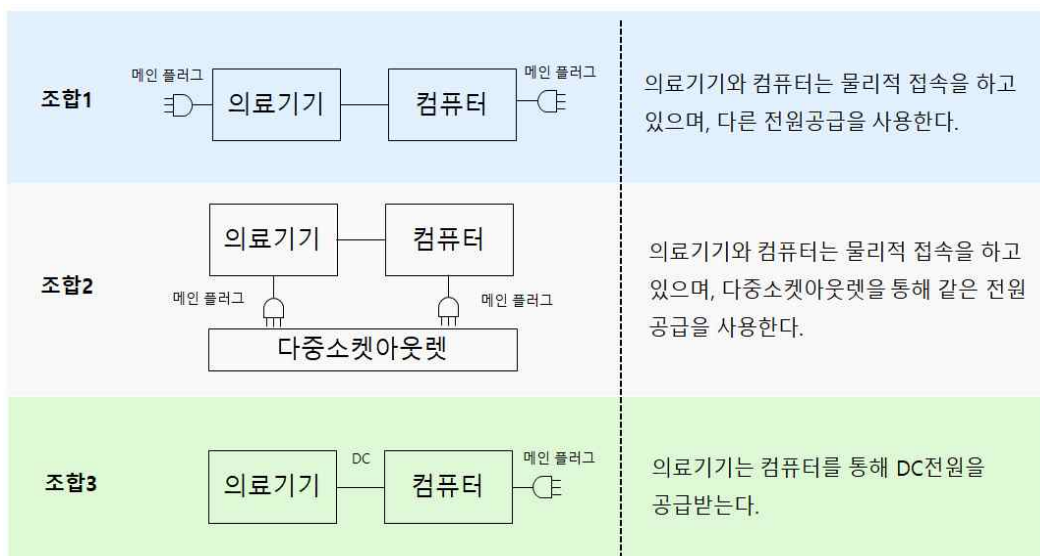 메인 플러그
메인 플러그
조합1
의료기기
컴퓨터
의료기기와 컴퓨터는 물리적 접속을 하고
있으며, 다른 전원공급을 사용한다.
의료기기
컴퓨터
조합2
메인 플러그
메인 플러그
다중소켓아웃렛
의료기기와 컴퓨터는 물리적 접속을 하고
있으며, 다중소켓아웃렛을 통해 같은 전원
공급을 사용한다.
조합3
의료기기
DC
컴퓨터
메인 플러그
의료기기는 컴퓨터를 통해 DC전원을
공급받는다.